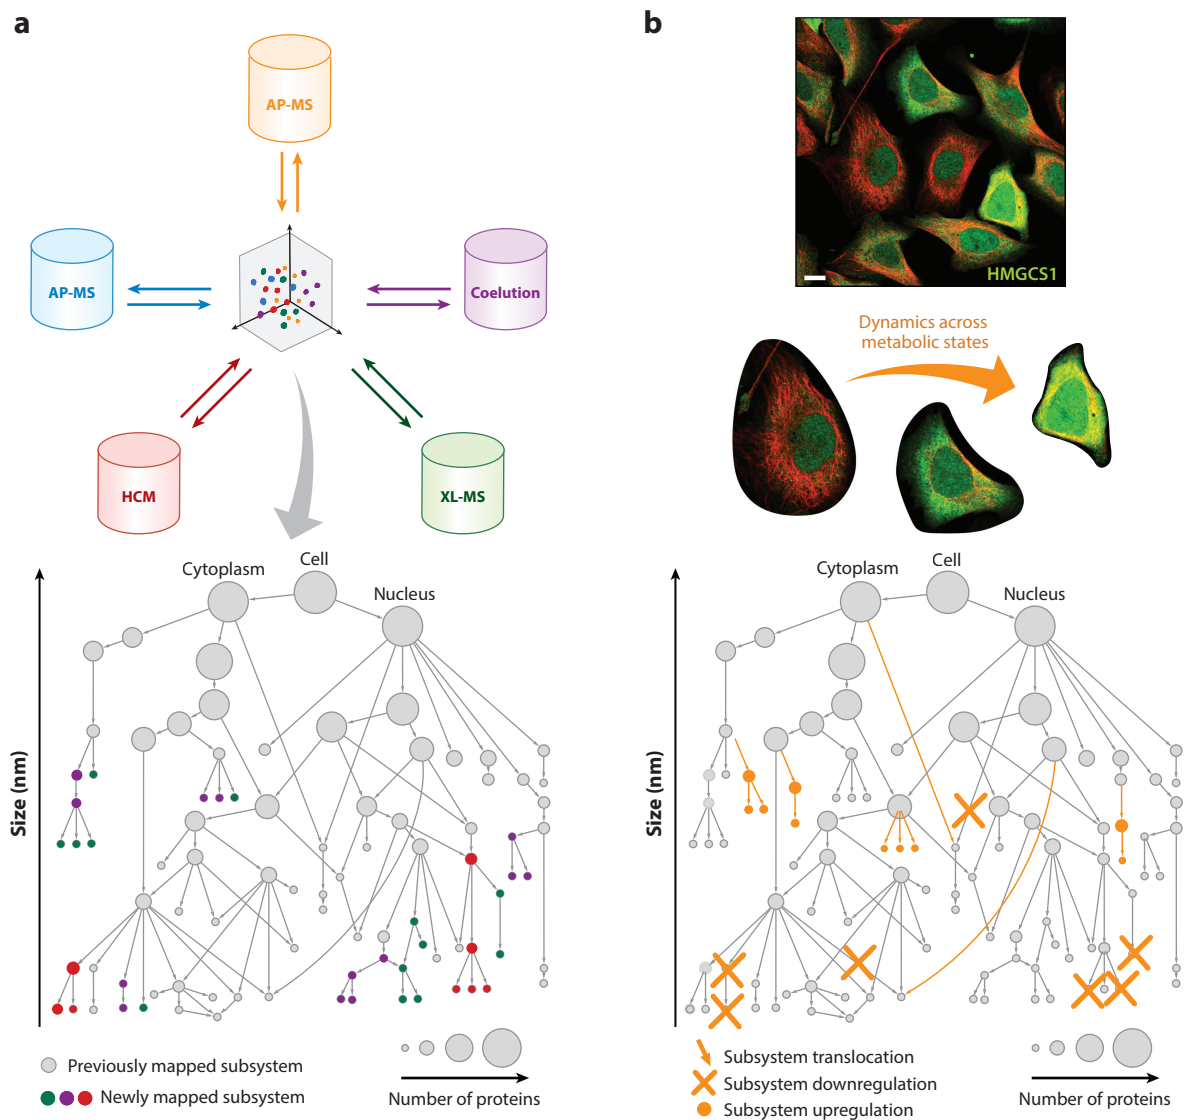 a
AP-MS
AP-MS
Coelution
HCM
XL-MS
Cell
Cytoplasm
Nucleus
Size (nm)
Previously mapped subsystem
Newly mapped subsystem
Number of proteins
b
HMGCS1
Dynamics across
metabolic states
Cell
Cytoplasm
Nucleus
Size (nm)
Subsystem translocation
Subsystem downregulation
Subsystem upregulation
Number of proteins